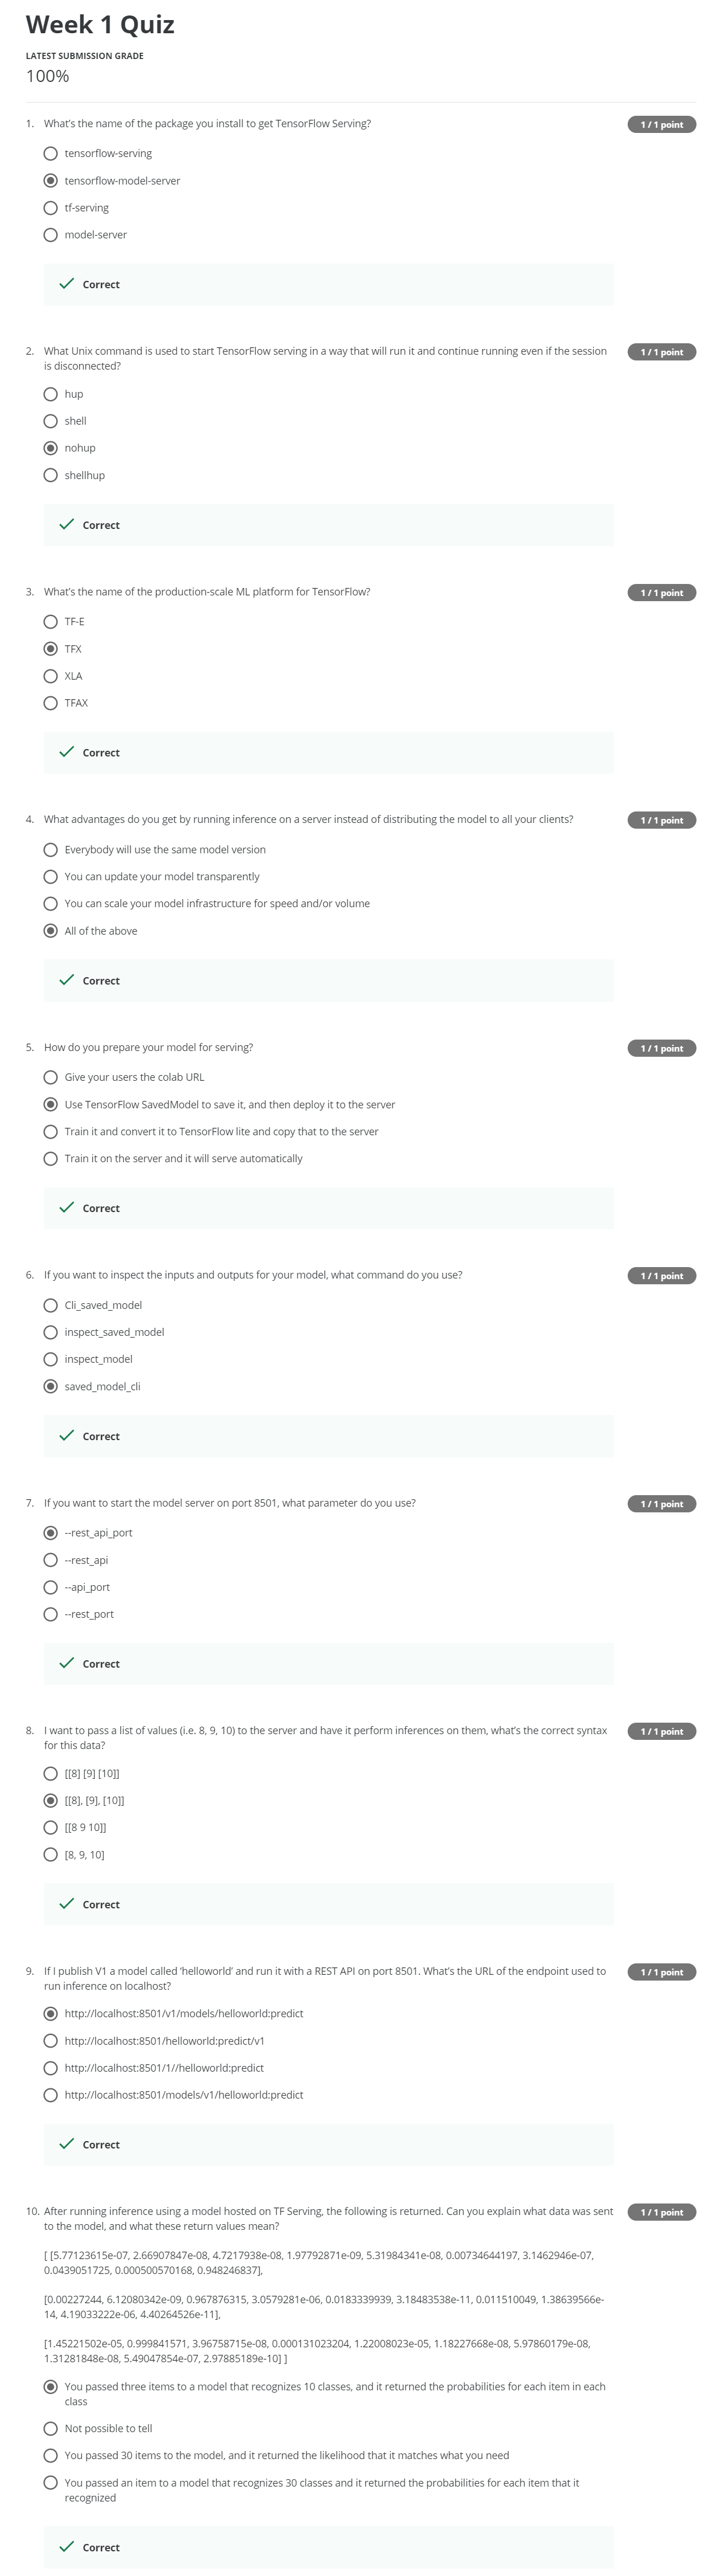 Week 1 Quiz
LATEST SUBMISSION GRADE
100%
1. What's the name of the package you install to get TensorFlow Serving?
1 / 1 point
tensorflow-serving
tensorflow-model-server
tf-serving
model-server
Correct
2. What Unix command is used to start TensorFlow serving in a way that will run it and continue running even if the session
is disconnected?
1 / 1 point
hup
shell
nohup
shellhup
Correct
3. What's the name of the production-scale ML platform for TensorFlow?
1 / 1 point
TF-E
TFX
XLA
TFAX
Correct
4. What advantages do you get by running inference on a server instead of distributing the model to all your clients?
1 / 1 point
Everybody will use the same model version
You can update your model transparently
You can scale your model infrastructure for speed and/or volume
All of the above
Correct
5. How do you prepare your model for serving?
1 / 1 point
Give your users the colab URL
Use TensorFlow SavedModel to save it, and then deploy it to the server
Train it and convert it to TensorFlow lite and copy that to the server
Train it on the server and it will serve automatically
Correct
6. If you want to inspect the inputs and outputs for your model, what command do you use?
1 / 1 point
Cli_saved_model
inspect_saved_model
inspect_model
saved_model_cli
Correct
7. If you want to start the model server on port 8501, what parameter do you use?
1 / 1 point
--rest_api_port
--rest_api
--api_port
--rest_port
Correct
8. I want to pass a list of values (i.e. 8, 9, 10) to the server and have it perform inferences on them, what's the correct syntax
for this data?
1 / 1 point
[[8] [9] [10]]
[[8], [9], [10]]
[[8 9 10]]
[8, 9, 10]
Correct
9. If I publish V1 a model called 'helloworld' and run it with a REST API on port 8501. What's the URL of the endpoint used to
run inference on localhost?
1 / 1 point
http://localhost:8501/v1/models/helloworld:predict
http://localhost:8501/helloworld:predict/v1
http://localhost:8501/1//helloworld:predict
http://localhost:8501/models/v1/helloworld:predict
Correct
10. After running inference using a model hosted on TF Serving, the following is returned. Can you explain what data was sent
to the model, and what these return values mean?
1 / 1 point
[ [5.77123615e-07, 2.66907847e-08, 4.7217938e-08, 1.97792871e-09, 5.31984341e-08, 0.00734644197, 3.1462946e-07,
0.0439051725, 0.000500570168, 0.948246837],
[0.00227244, 6.12080342e-09, 0.967876315, 3.0579281e-06, 0.0183339939, 3.18483538e-11, 0.011510049, 1.38639566e-
14, 4.19033222e-06, 4.40264526e-11],
[1.45221502e-05, 0.999841571, 3.96758715e-08, 0.000131023204, 1.22008023e-05, 1.18227668e-08, 5.97860179e-08,
1.31281848e-08, 5.49047854e-07, 2.97885189e-10] ]
You passed three items to a model that recognizes 10 classes, and it returned the probabilities for each item in each
class
Not possible to tell
You passed 30 items to the model, and it returned the likelihood that it matches what you need
You passed an item to a model that recognizes 30 classes and it returned the probabilities for each item that it
recognized
Correct